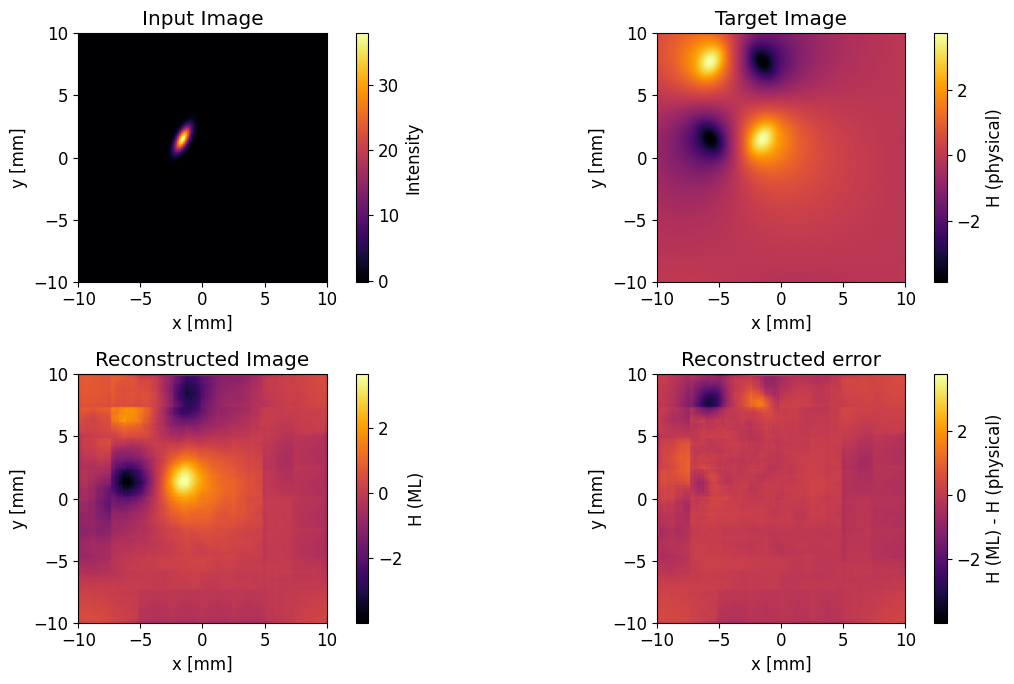 Input Image
10
5
0
−5
−10
y [mm]
−10 −5 0 5 10
x [mm]
30
20
10
0
Intensity
Target Image
10
5
0
−5
−10
y [mm]
−10 −5 0 5 10
x [mm]
2
0
−2
H (physical)
Reconstructed Image
10
5
0
−5
−10
y [mm]
−10 −5 0 5 10
x [mm]
2
0
−2
H (ML)
Reconstructed error
10
5
0
−5
−10
y [mm]
−10 −5 0 5 10
x [mm]
2
0
−2
H (ML) - H (physical)